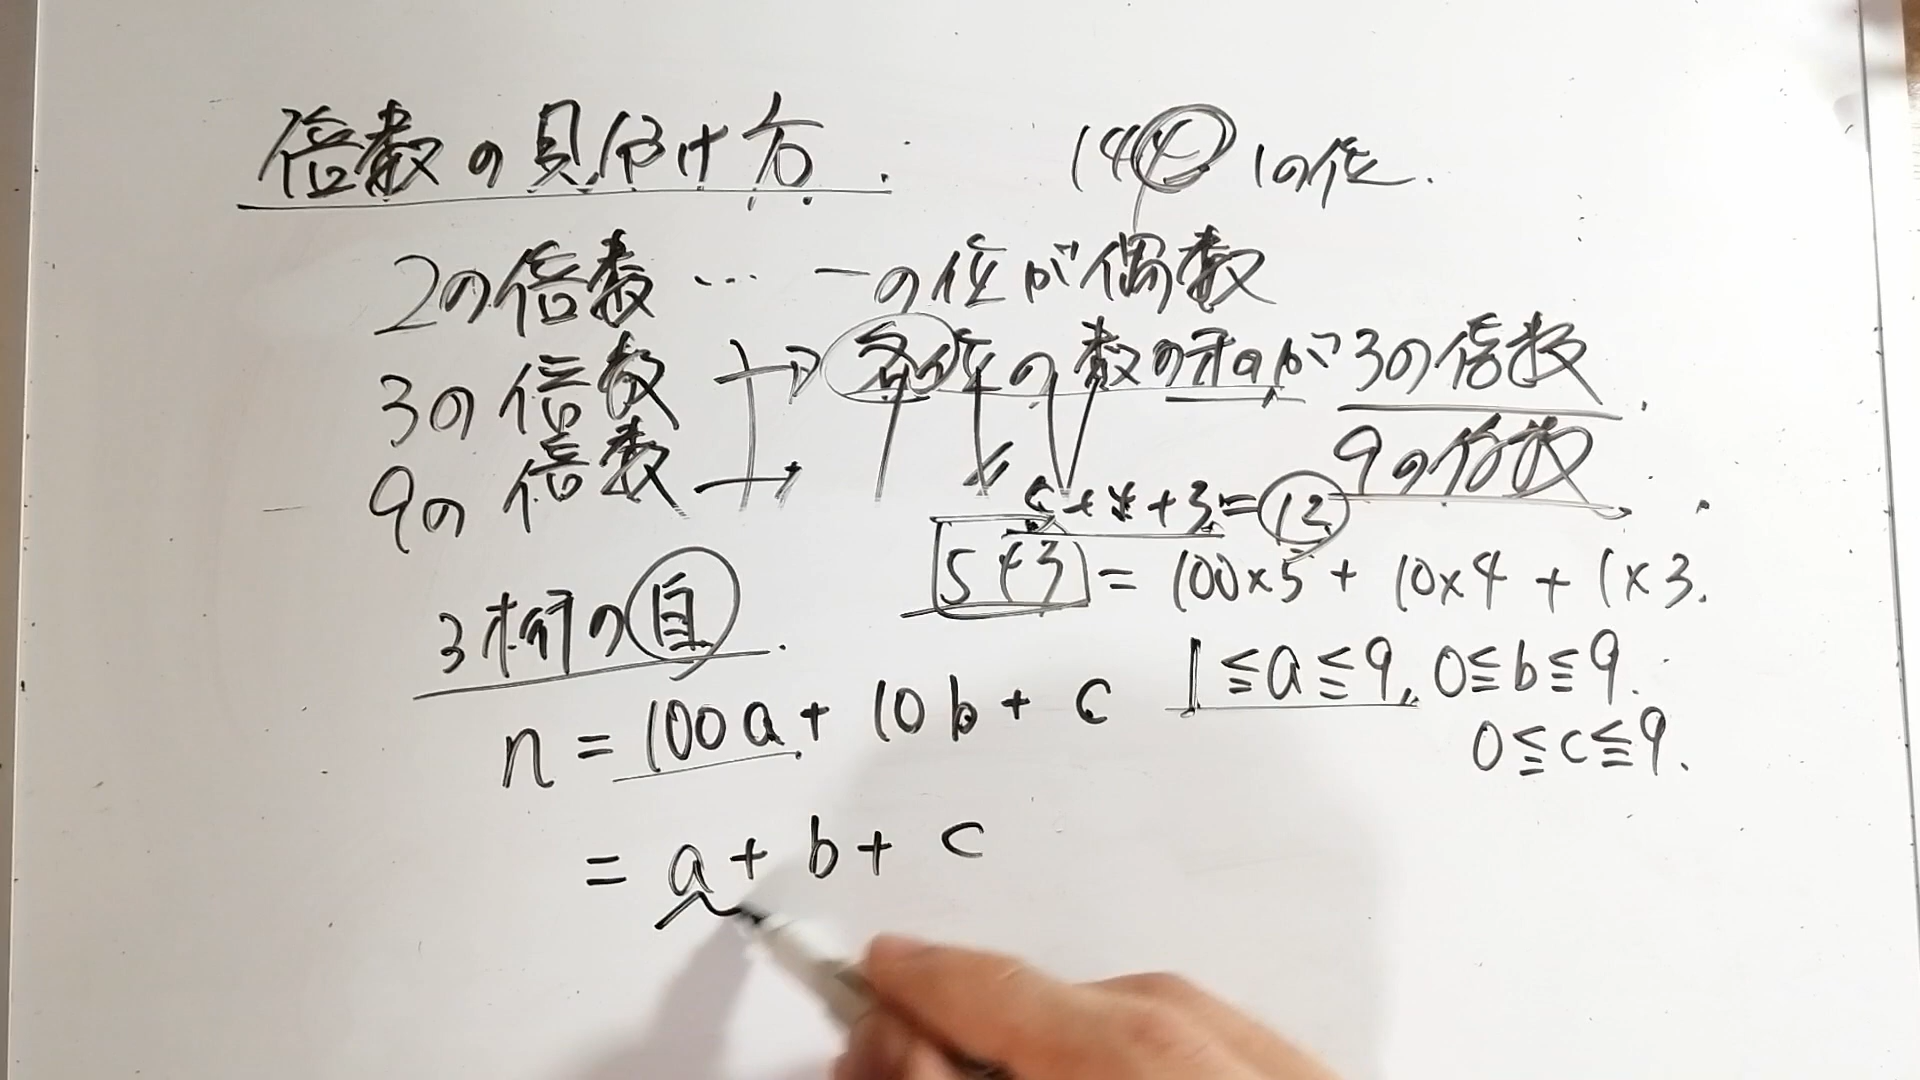 倍数の見分け方.
144 1の位.
2の倍数 … 一の位が偶数
3の倍数 → 各位の数の和が3の倍数.
9の倍数 → 9の倍数.
5+4+3=12
543 = 100×5 + 10×4 + 1×3.
3桁の自.
n = 100a + 10b + c
1≦a≦9, 0≦b≦9.
0≦c≦9.
= a + b + c